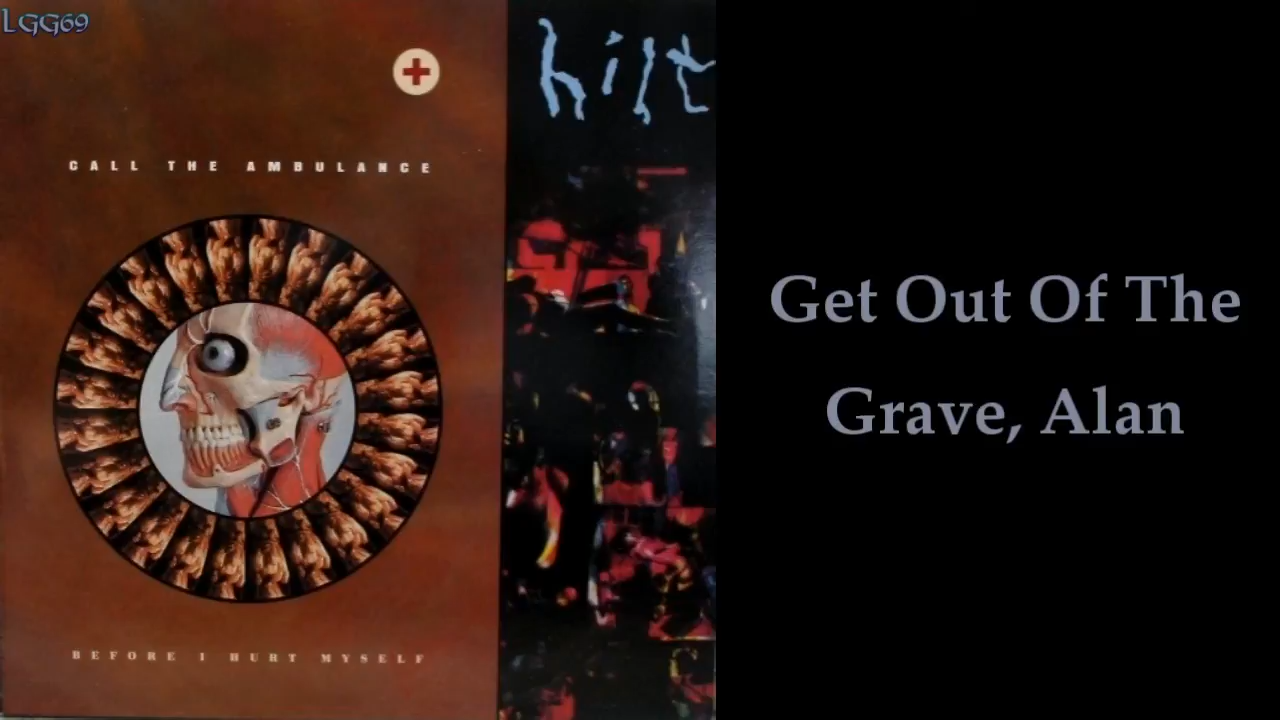 LGG69
CALL THE AMBULANCE
hilt
BEFORE I HURT MYSELF
Get Out Of The
Grave, Alan